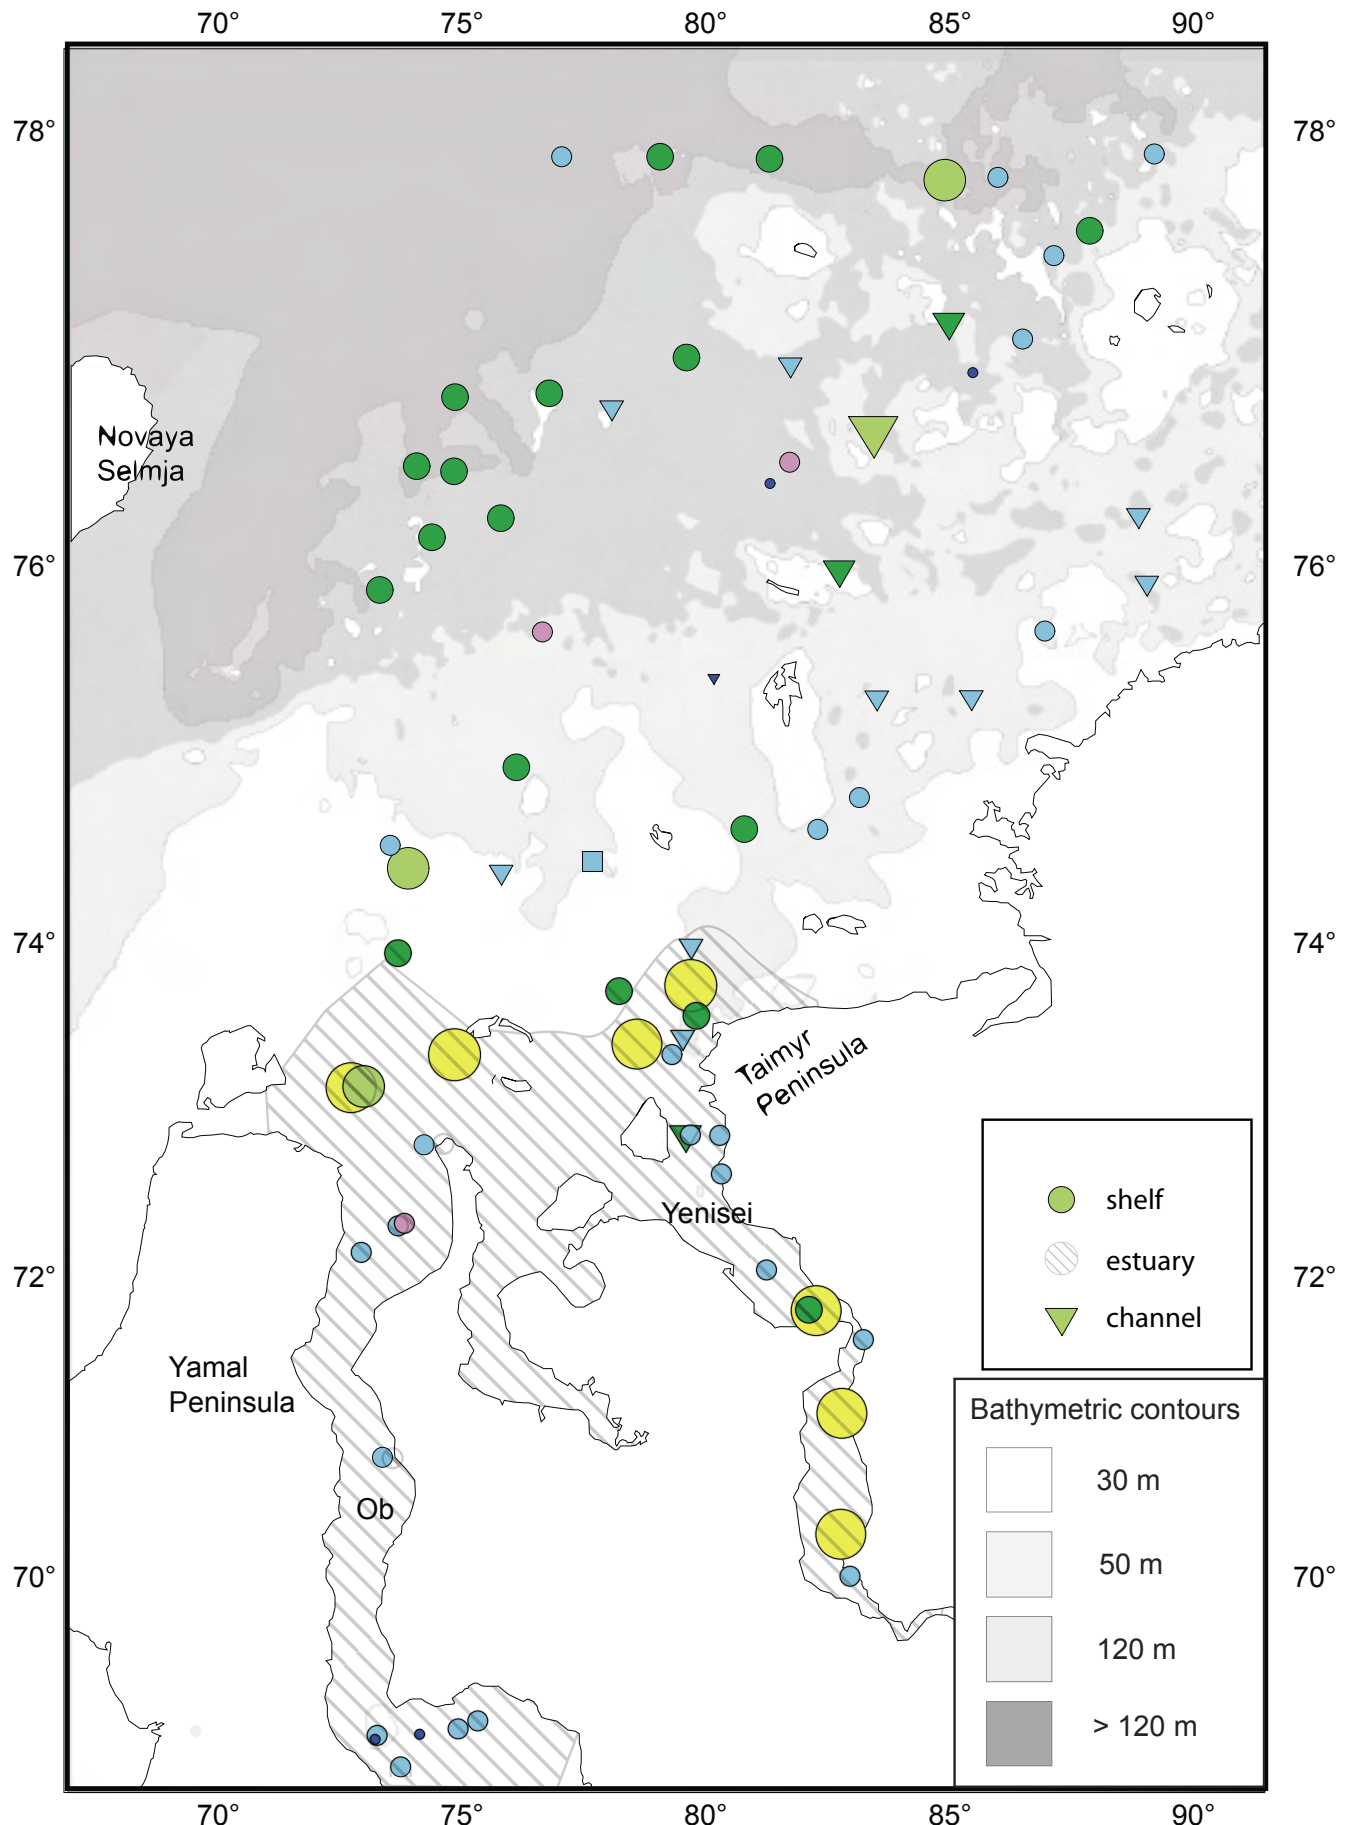 70° 75° 80° 85° 90°
78° 78°
Novaya
Selmja
76° 76°
74° 74°
Taimyr
Peninsula
shelf
Yenisei
estuary
72° 72°
channel
Yamal
Peninsula
Bathymetric contours
30 m
Ob
50 m
70° 70°
120 m
> 120 m
70° 75° 80° 85° 90°